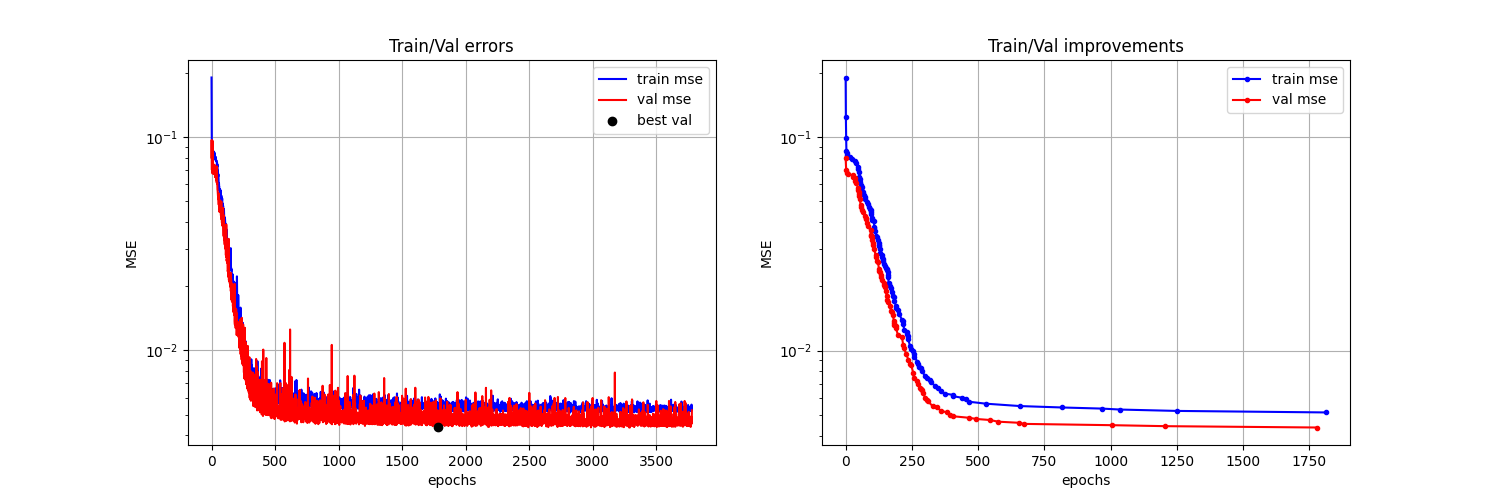 Train/Val errors
train mse
val mse
best val
10⁻¹
10⁻²
MSE
0 500 1000 1500 2000 2500 3000 3500
epochs
Train/Val improvements
train mse
val mse
10⁻¹
10⁻²
MSE
0 250 500 750 1000 1250 1500 1750
epochs